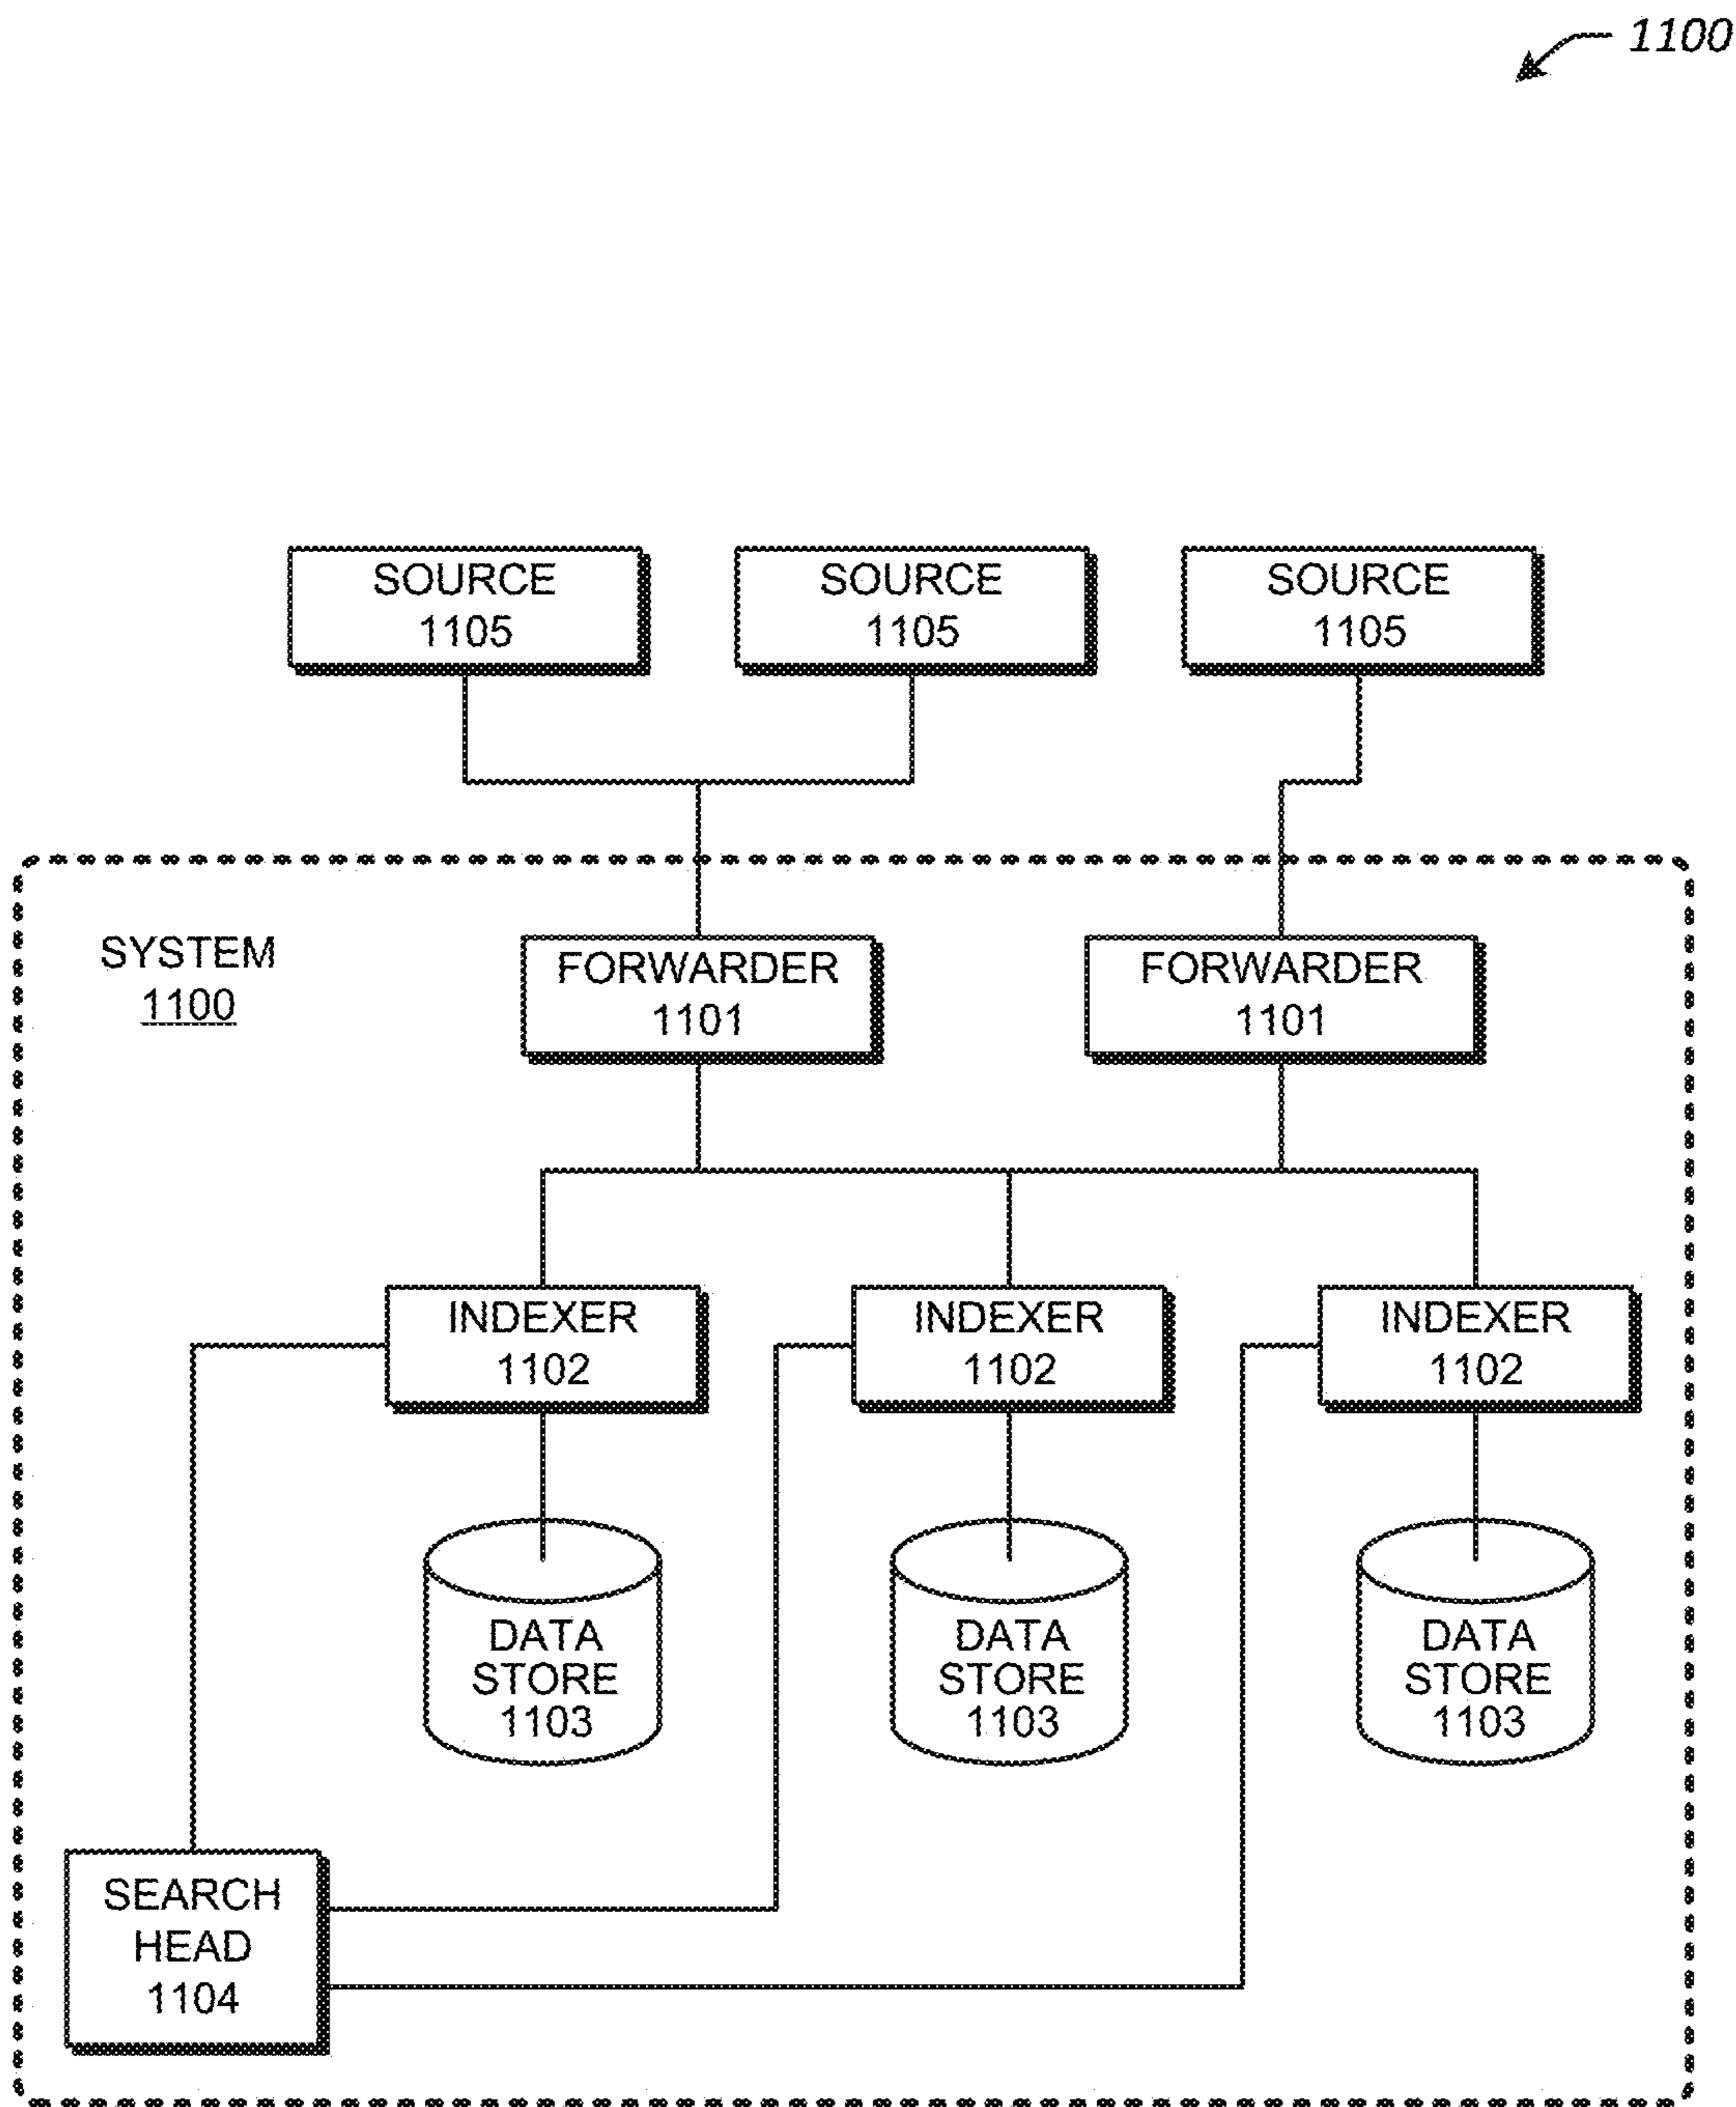 1100
SOURCE
1105
SOURCE
1105
SOURCE
1105
SYSTEM
1100
FORWARDER
1101
FORWARDER
1101
INDEXER
1102
INDEXER
1102
INDEXER
1102
DATA
STORE
1103
DATA
STORE
1103
DATA
STORE
1103
SEARCH
HEAD
1104